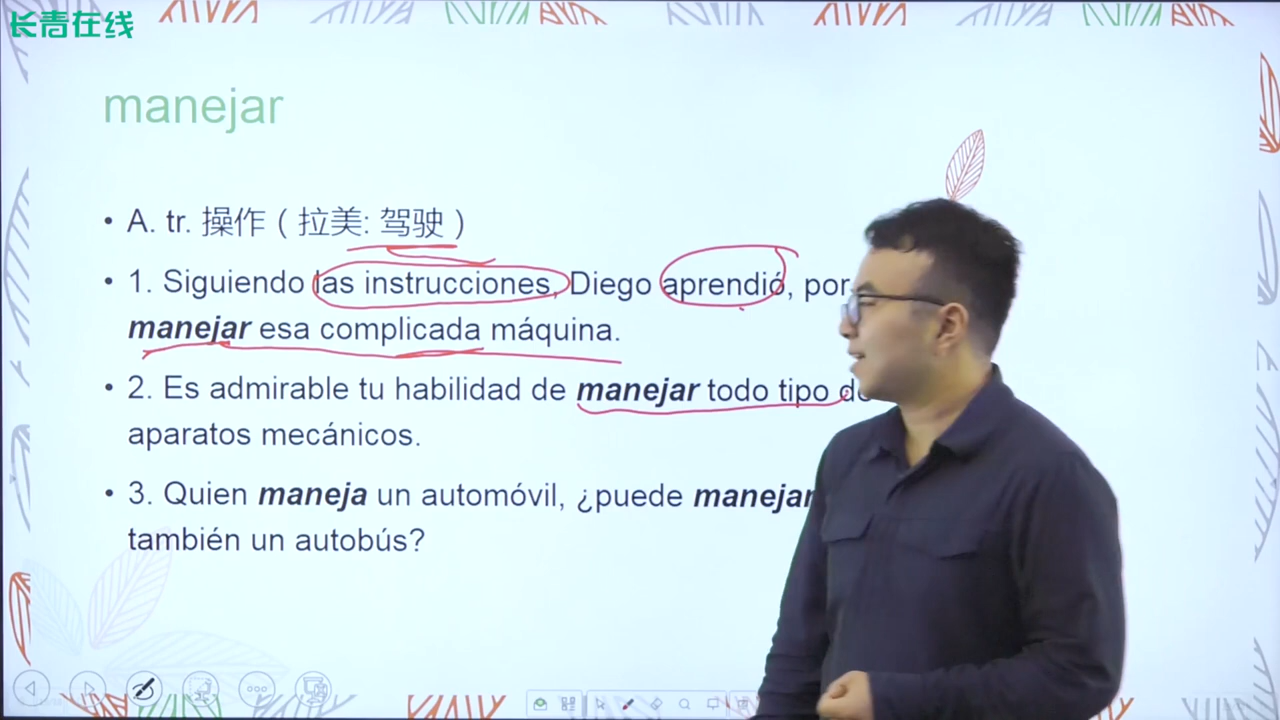 长青在线
manejar
• A. tr. 操作（拉美: 驾驶）
• 1. Siguiendo las instrucciones, Diego aprendió, por
manejar esa complicada máquina.
• 2. Es admirable tu habilidad de manejar todo tipo de
aparatos mecánicos.
• 3. Quien maneja un automóvil, ¿puede manejar
también un autobús?